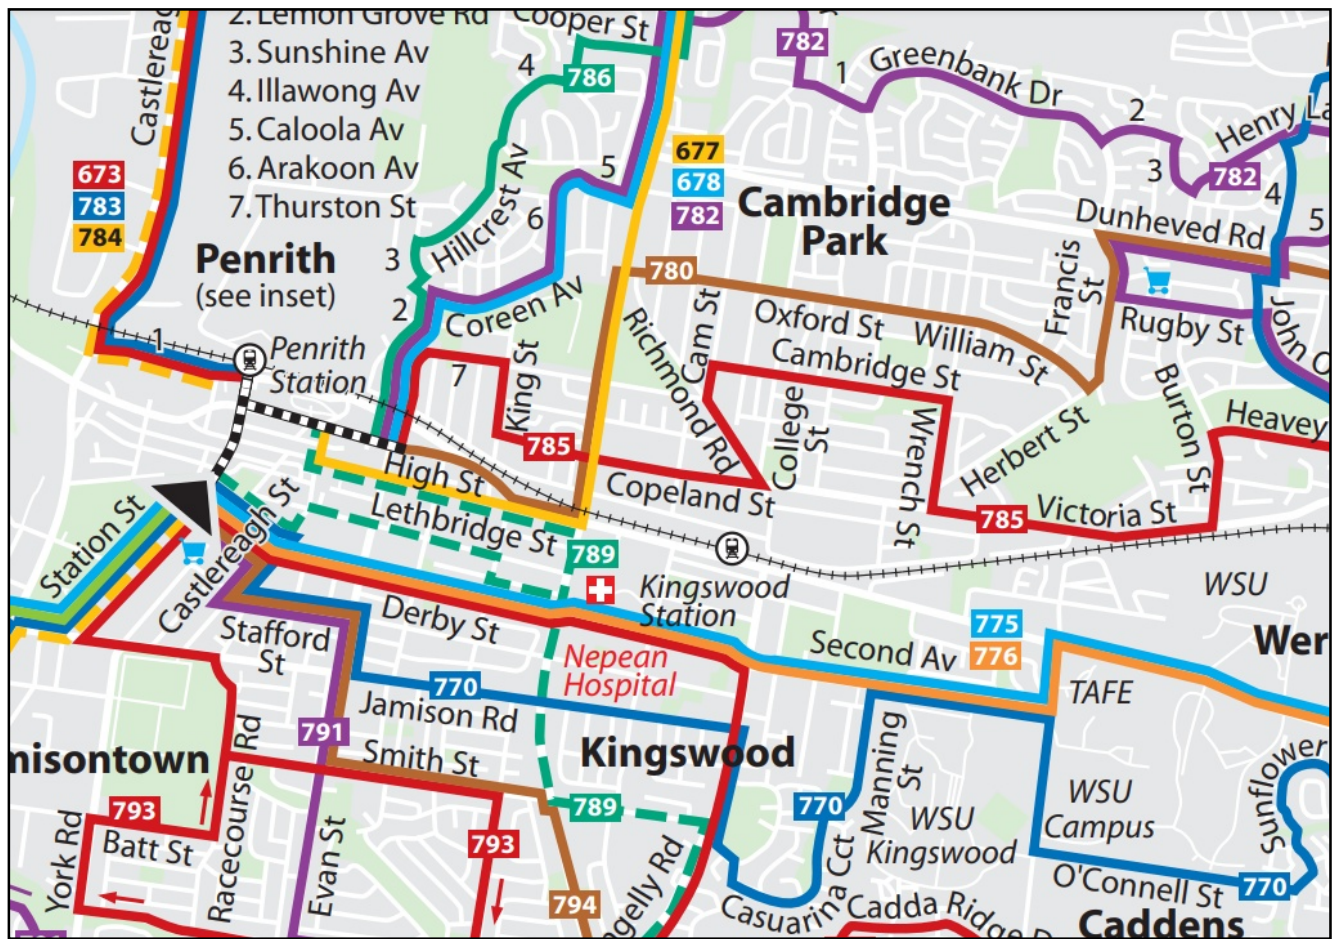 2. Lemon Grove Rd
3. Sunshine Av
4. Illawong Av
5. Caloola Av
6. Arakoon Av
7. Thurston St
Cooper St
4
786
782
1
Greenbank Dr
2
Henry La
3
782
4
5
Castlereag
673
783
784
5
677
678
782
Cambridge
Park
Dunheved Rd
Penrith
(see inset)
3
Hillcrest Av
6
2
Coreen Av
780
Francis
St
Rugby St
John O
1
Penrith
Station
7
King St
Richmond Rd
Cam St
Oxford St
William St
Cambridge St
College
St
Wrench St
Herbert St
Burton St
Heavey
785
High St
Copeland St
785
Victoria St
Station St
Castlereagh St
Lethbridge St
789
Kingswood
Station
WSU
Wer
Stafford
St
Derby St
Nepean
Hospital
Second Av
775
776
TAFE
770
Jamison Rd
791
Smith St
Kingswood
misontown
Racecourse Rd
793
Batt St
York Rd
Evan St
793
789
794
gelly Rd
770
Manning
St
WSU
Kingswood
WSU
Campus
Casuarina Cct
Cadda Ridge D
O'Connell St
770
Sunflower
Caddens